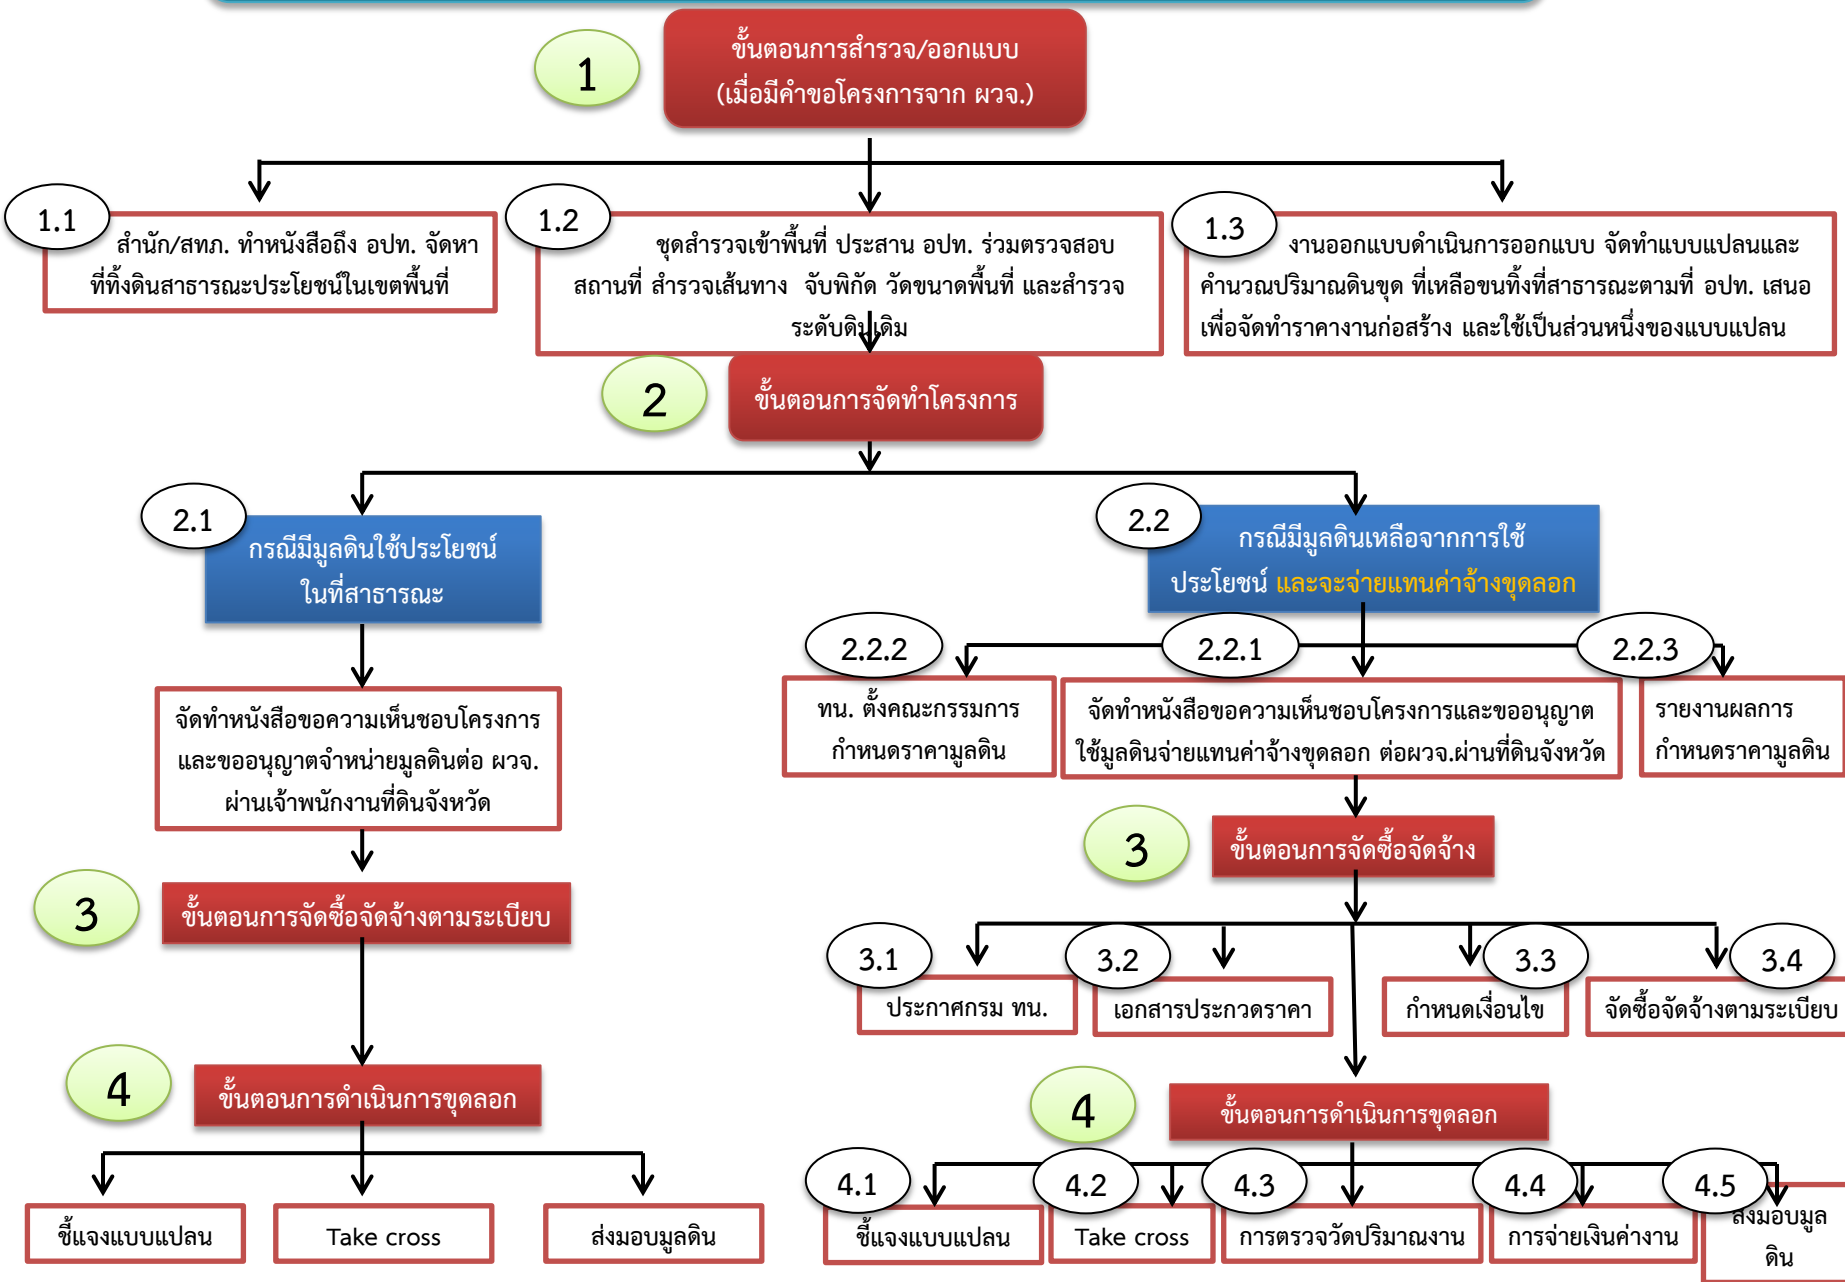 1
ขั้นตอนการสำรวจ/ออกแบบ
(เมื่อมีคำขอโครงการจาก ผวจ.)
1.1
สำนัก/สทภ. ทำหนังสือถึง อปท. จัดหา
ที่ทิ้งดินสาธารณะประโยชน์ในเขตพื้นที่
1.2
ชุดสำรวจเข้าพื้นที่ ประสาน อปท. ร่วมตรวจสอบ
สถานที่ สำรวจเส้นทาง จับพิกัด วัดขนาดพื้นที่ และสำรวจ
ระดับดินเดิม
1.3
งานออกแบบดำเนินการออกแบบ จัดทำแบบแปลนและ
คำนวณปริมาณดินขุด ที่เหลือขนทิ้งที่สาธารณะตามที่ อปท. เสนอ
เพื่อจัดทำราคางานก่อสร้าง และใช้เป็นส่วนหนึ่งของแบบแปลน
2
ขั้นตอนการจัดทำโครงการ
2.1
กรณีมีมูลดินใช้ประโยชน์
ในที่สาธารณะ
จัดทำหนังสือขอความเห็นชอบโครงการ
และขออนุญาตจำหน่ายมูลดินต่อ ผวจ.
ผ่านเจ้าพนักงานที่ดินจังหวัด
3
ขั้นตอนการจัดซื้อจัดจ้างตามระเบียบ
4
ขั้นตอนการดำเนินการขุดลอก
ชี้แจงแบบแปลน
Take cross
ส่งมอบมูลดิน
2.2
กรณีมีมูลดินเหลือจากการใช้
ประโยชน์ และจะจ่ายแทนค่าจ้างขุดลอก
2.2.2
ทน. ตั้งคณะกรรมการ
กำหนดราคามูลดิน
2.2.1
จัดทำหนังสือขอความเห็นชอบโครงการและขออนุญาต
ใช้มูลดินจ่ายแทนค่าจ้างขุดลอก ต่อผวจ.ผ่านที่ดินจังหวัด
2.2.3
รายงานผลการ
กำหนดราคามูลดิน
3
ขั้นตอนการจัดซื้อจัดจ้าง
3.1
ประกาศกรม ทน.
3.2
เอกสารประกวดราคา
3.3
กำหนดเงื่อนไข
3.4
จัดซื้อจัดจ้างตามระเบียบ
4
ขั้นตอนการดำเนินการขุดลอก
4.1
ชี้แจงแบบแปลน
4.2
Take cross
4.3
การตรวจวัดปริมาณงาน
4.4
การจ่ายเงินค่างาน
4.5
ส่งมอบมูล
ดิน